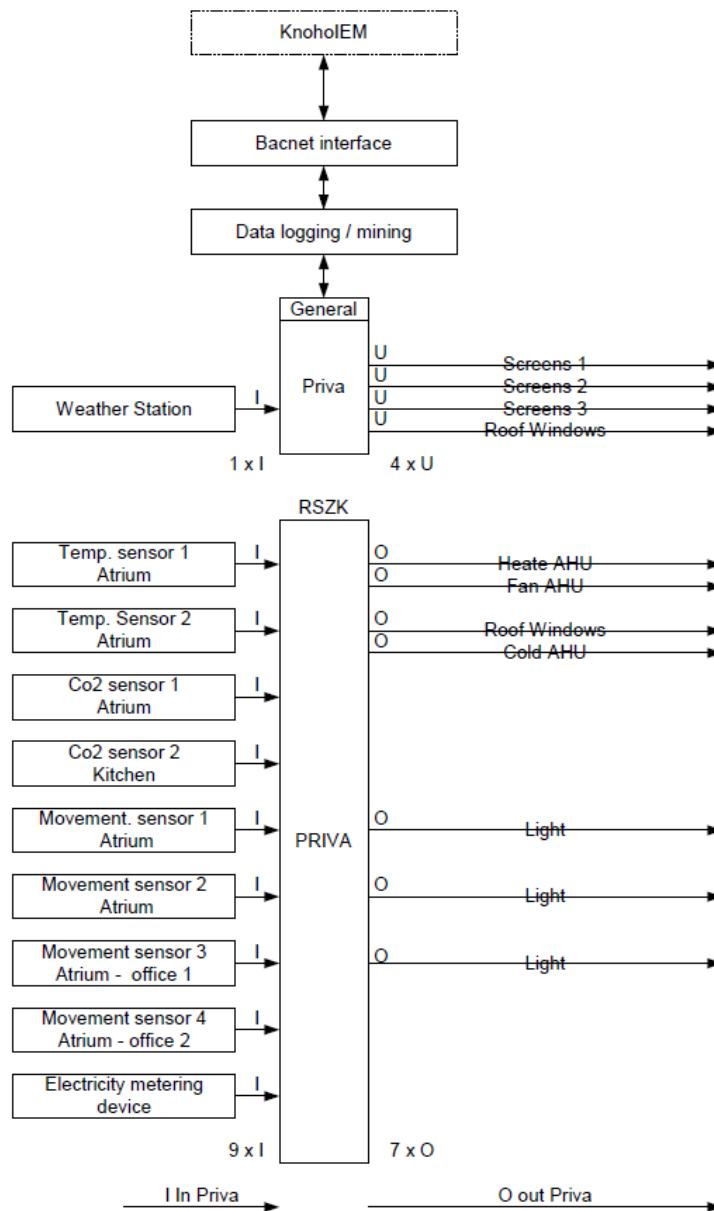 KnoholEM
Bacnet interface
Data logging / mining
General
Priva
Weather Station
I
U
Screens 1
U
Screens 2
U
Screens 3
U
Roof Windows
1 x I
4 x U
RSZK
Temp. sensor 1
Atrium
I
O
Heate AHU
O
Fan AHU
Temp. Sensor 2
Atrium
I
O
Roof Windows
O
Cold AHU
Co2 sensor 1
Atrium
I
Co2 sensor 2
Kitchen
I
Movement. sensor 1
Atrium
I
PRIVA
O
Light
Movement sensor 2
Atrium
I
O
Light
Movement sensor 3
Atrium - office 1
I
O
Light
Movement sensor 4
Atrium - office 2
I
Electricity metering
device
I
9 x I
7 x O
I In Priva
O out Priva